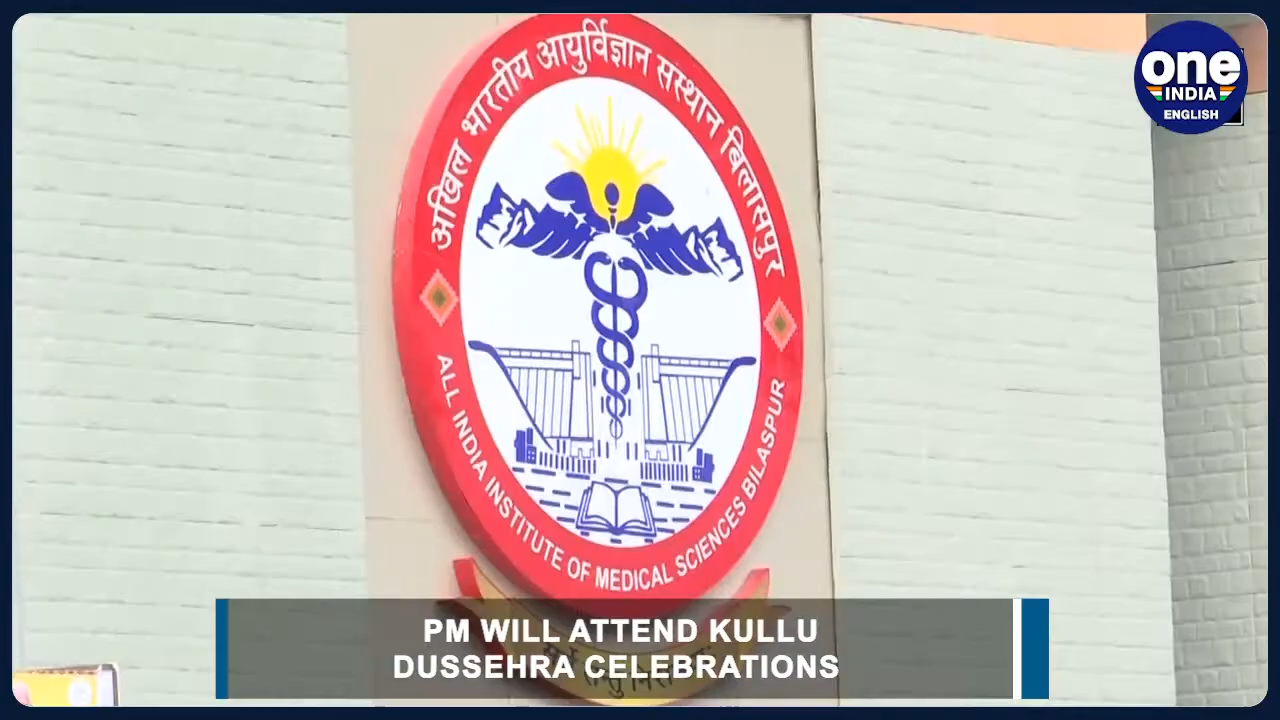 अखिल भारतीय आयुर्विज्ञान संस्थान बिलासपुर
ALL INDIA INSTITUTE OF MEDICAL SCIENCES BILASPUR
one
INDIA
ENGLISH
PM WILL ATTEND KULLU
DUSSEHRA CELEBRATIONS